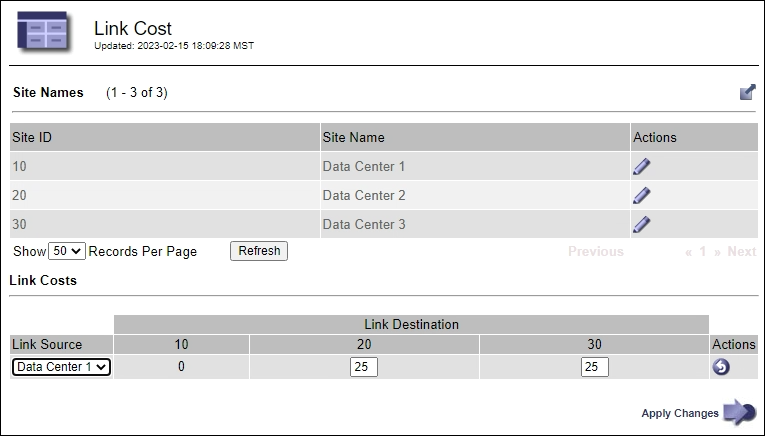 Link Cost
Updated: 2023-02-15 18:09:28 MST
Site Names (1 - 3 of 3)
Site ID Site Name Actions
10 Data Center 1
20 Data Center 2
30 Data Center 3
Show 50 Records Per Page Refresh Previous « 1 » Next
Link Costs
Link Destination
Link Source 10 20 30 Actions
Data Center 1 0 25 25
Apply Changes